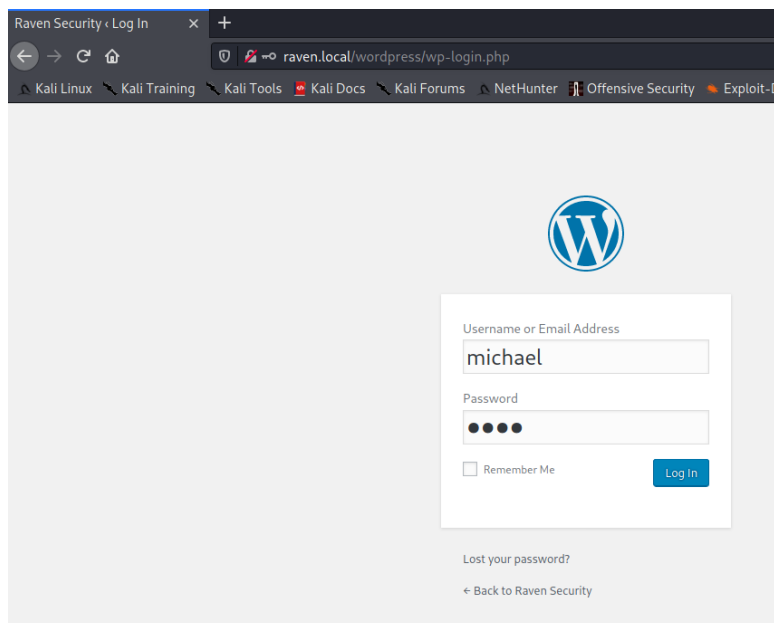 Raven Security ‹ Log In × +
raven.local/wordpress/wp-login.php
Kali Linux Kali Training Kali Tools Kali Docs Kali Forums NetHunter Offensive Security Exploit-
Username or Email Address
michael
Password
Remember Me Log In
Lost your password?
← Back to Raven Security